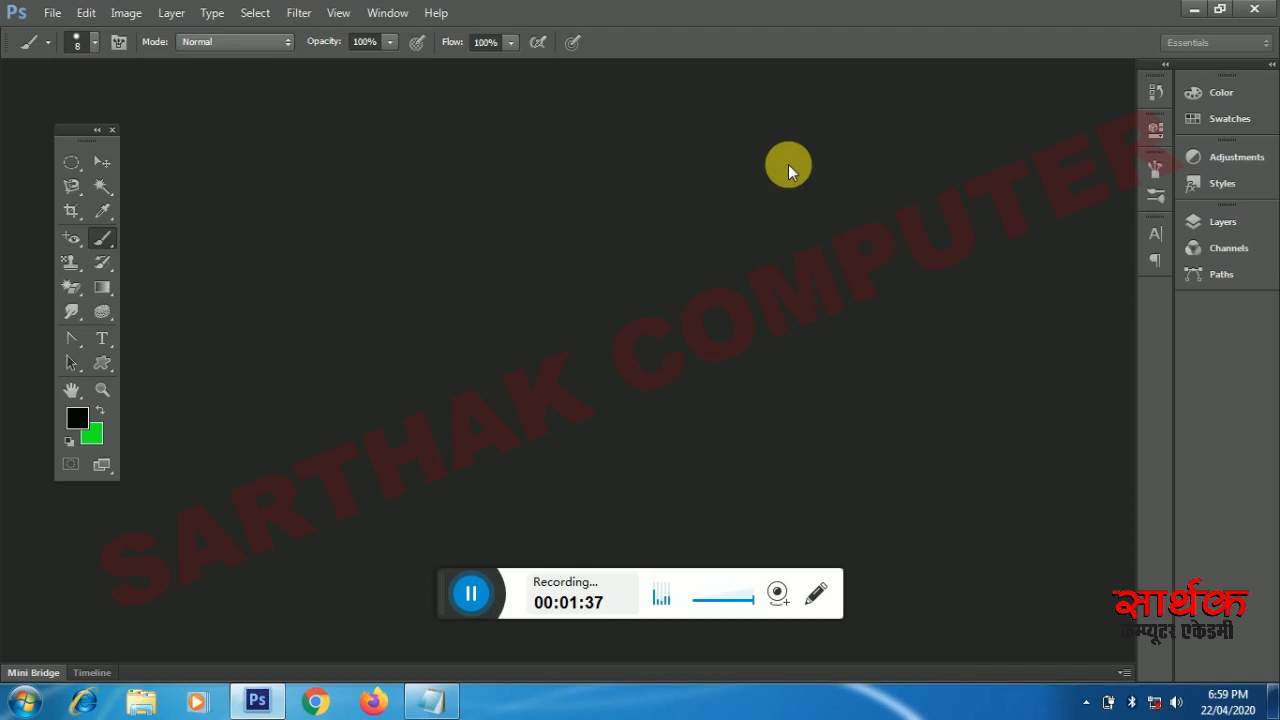 Ps File Edit Image Layer Type Select Filter View Window Help
8 Mode: Normal Opacity: 100% Flow: 100% Essentials
Color
Swatches
Adjustments
Styles
Layers
Channels
Paths
SARTHAK COMPUTER
Recording...
00:01:37
सार्थक
कम्प्यूटर एकेडमी
Mini Bridge Timeline
Ps
6:59 PM
22/04/2020